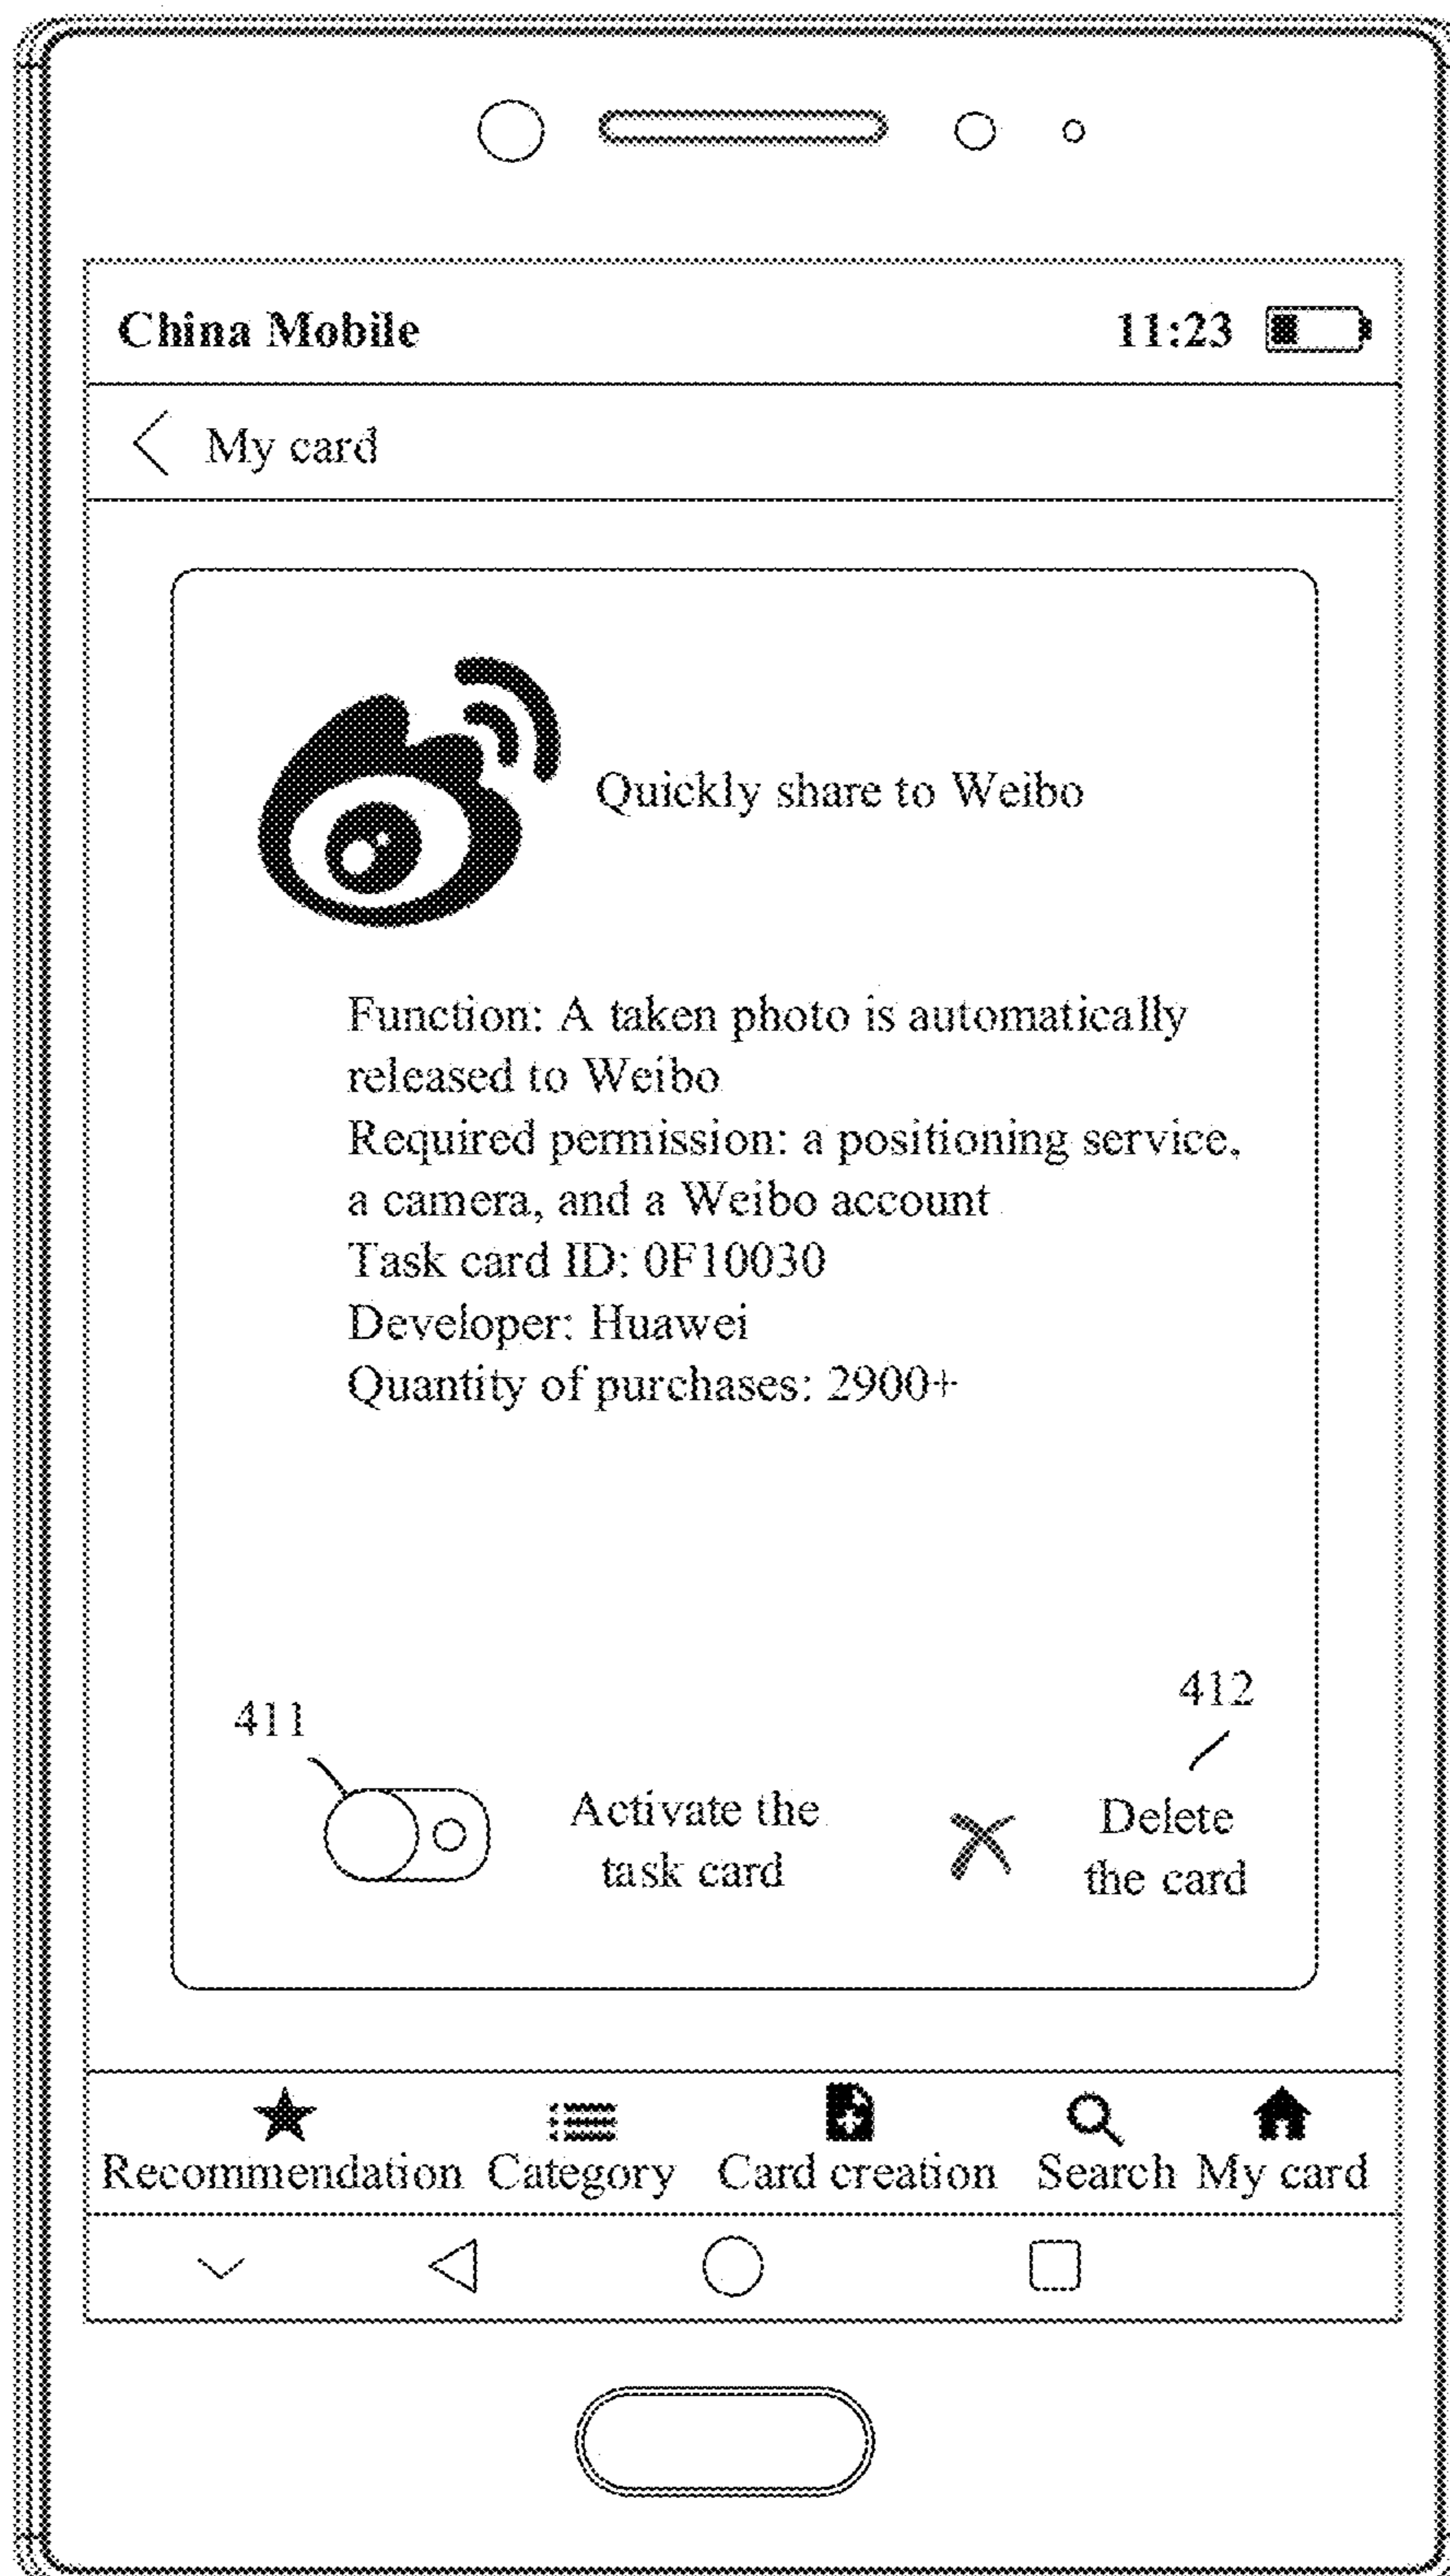 China Mobile 11:23
My card
Quickly share to Weibo
Function: A taken photo is automatically
released to Weibo
Required permission: a positioning service,
a camera, and a Weibo account
Task card ID: 0F10030
Developer: Huawei
Quantity of purchases: 2900+
411
412
Activate the
task card
Delete
the card
Recommendation Category Card creation Search My card